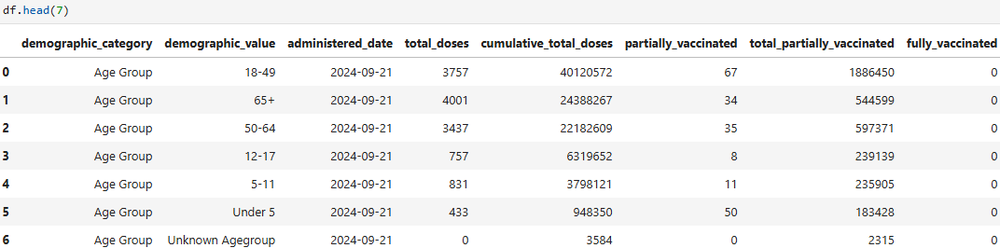 df.head(7)
demographic_category demographic_value administered_date total_doses cumulative_total_doses partially_vaccinated total_partially_vaccinated fully_vaccinated
0 Age Group 18-49 2024-09-21 3757 40120572 67 1886450 0
1 Age Group 65+ 2024-09-21 4001 24388267 34 544599 0
2 Age Group 50-64 2024-09-21 3437 22182609 35 597371 0
3 Age Group 12-17 2024-09-21 757 6319652 8 239139 0
4 Age Group 5-11 2024-09-21 831 3798121 11 235905 0
5 Age Group Under 5 2024-09-21 433 948350 50 183428 0
6 Age Group Unknown Agegroup 2024-09-21 0 3584 0 2315 0